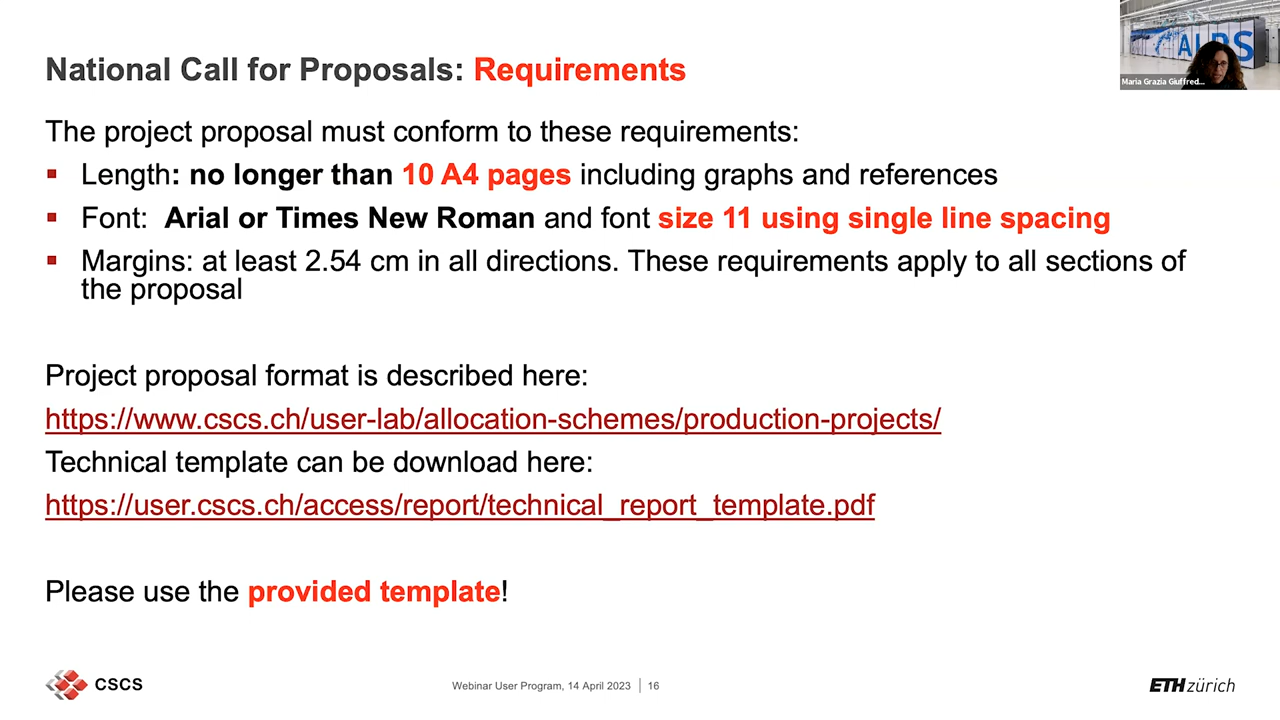 National Call for Proposals: Requirements
ALPS
Maria Grazia Giuffred...
The project proposal must conform to these requirements:
▪ Length: no longer than 10 A4 pages including graphs and references
▪ Font: Arial or Times New Roman and font size 11 using single line spacing
▪ Margins: at least 2.54 cm in all directions. These requirements apply to all sections of
the proposal
Project proposal format is described here:
https://www.cscs.ch/user-lab/allocation-schemes/production-projects/
Technical template can be download here:
https://user.cscs.ch/access/report/technical_report_template.pdf
Please use the provided template!
CSCS
Webinar User Program, 14 April 2023 | 16
ETH zürich